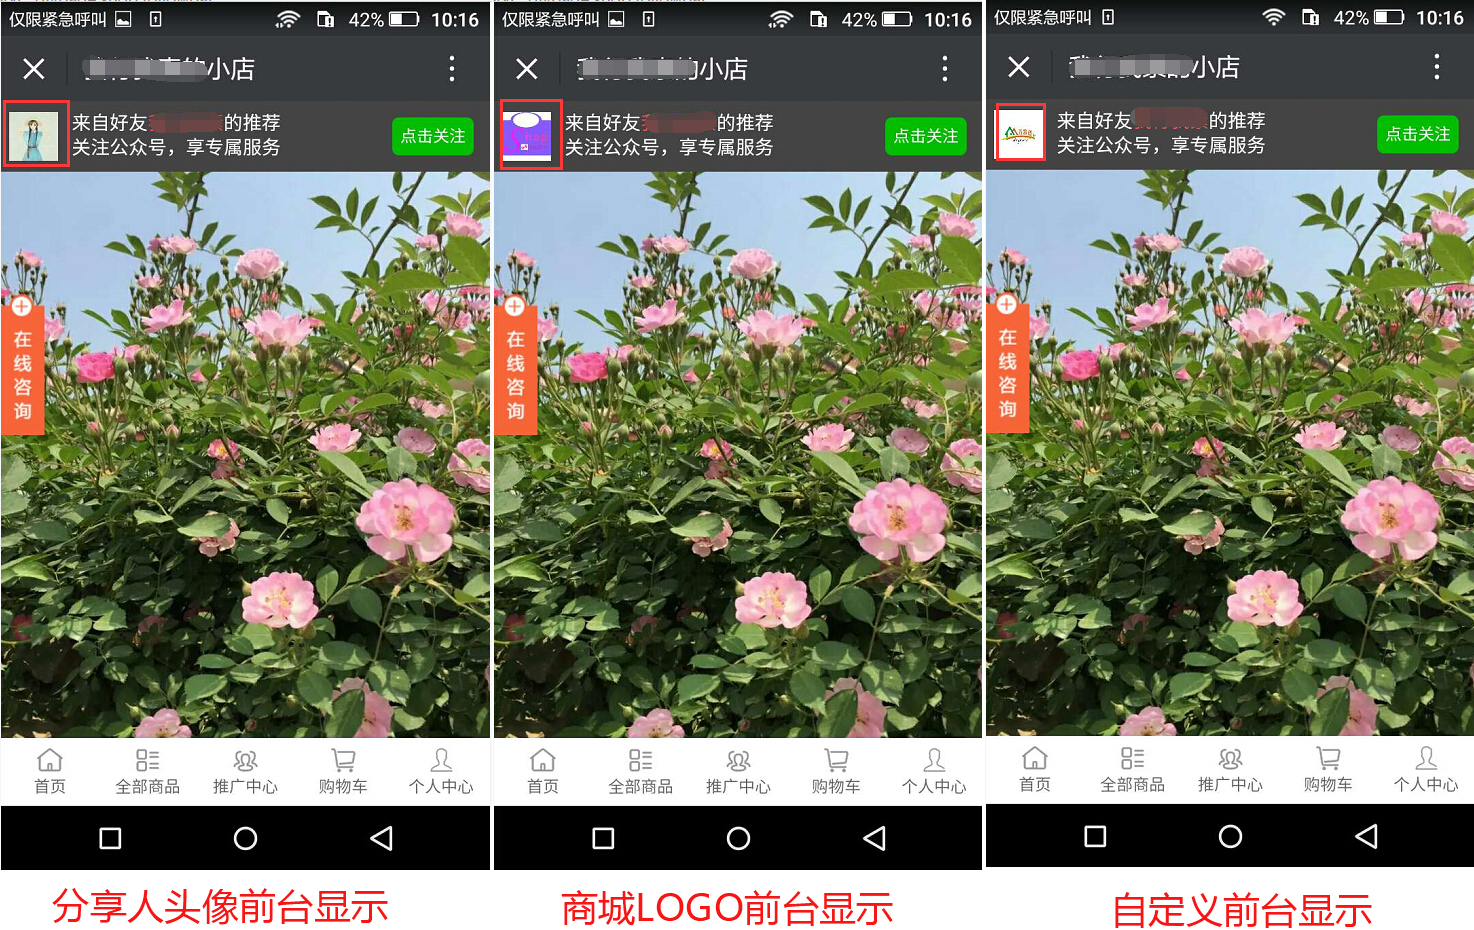 仅限紧急呼叫 42% 10:16
的小店
来自好友 的推荐
关注公众号，享专属服务
点击关注
在线咨询
首页 全部商品 推广中心 购物车 个人中心
分享人头像前台显示
仅限紧急呼叫 42% 10:16
的小店
来自好友 的推荐
关注公众号，享专属服务
点击关注
在线咨询
首页 全部商品 推广中心 购物车 个人中心
商城LOGO前台显示
仅限紧急呼叫 42% 10:16
的小店
来自好友 的推荐
关注公众号，享专属服务
点击关注
在线咨询
首页 全部商品 推广中心 购物车 个人中心
自定义前台显示